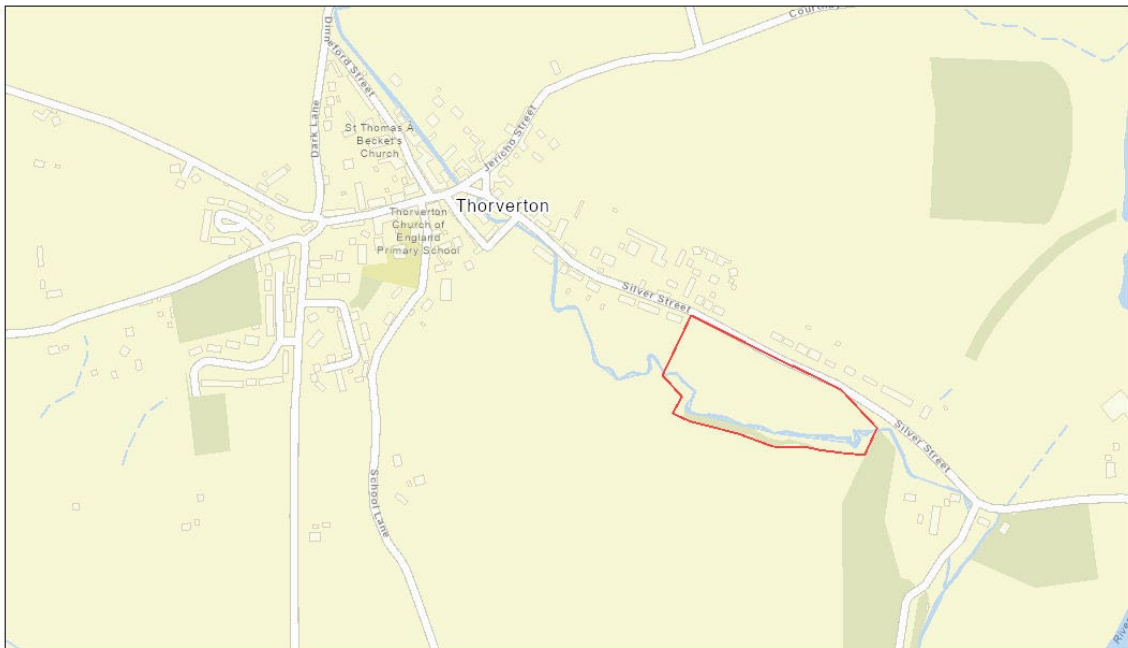 Dinneford Street
Dark Lane
St Thomas A
Becket's
Church
Jericho Street
Thorverton
Thorverton
Church of
England
Primary School
Silver Street
Silver Street
School Lane